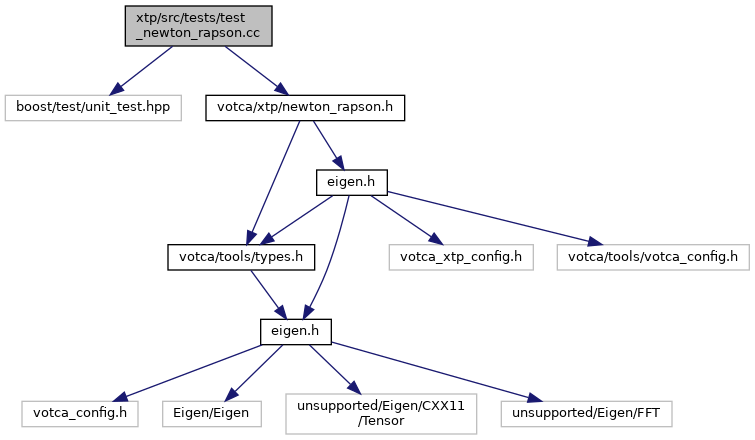 xtp/src/tests/test
_newton_rapson.cc
boost/test/unit_test.hpp
votca/xtp/newton_rapson.h
eigen.h
votca/tools/types.h
votca_xtp_config.h
votca/tools/votca_config.h
eigen.h
votca_config.h
Eigen/Eigen
unsupported/Eigen/CXX11
/Tensor
unsupported/Eigen/FFT